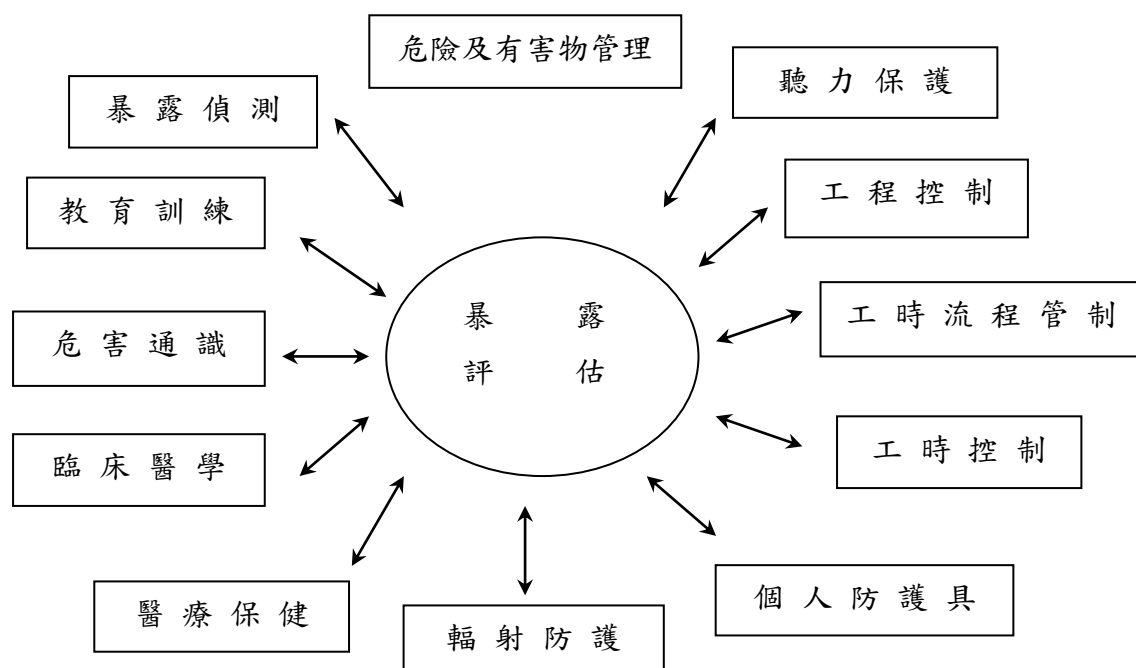 危險及有害物管理
聽力保護
暴露偵測
工程控制
教育訓練
工時流程管制
暴露
評估
危害通識
工時控制
臨床醫學
個人防護具
醫療保健
輻射防護